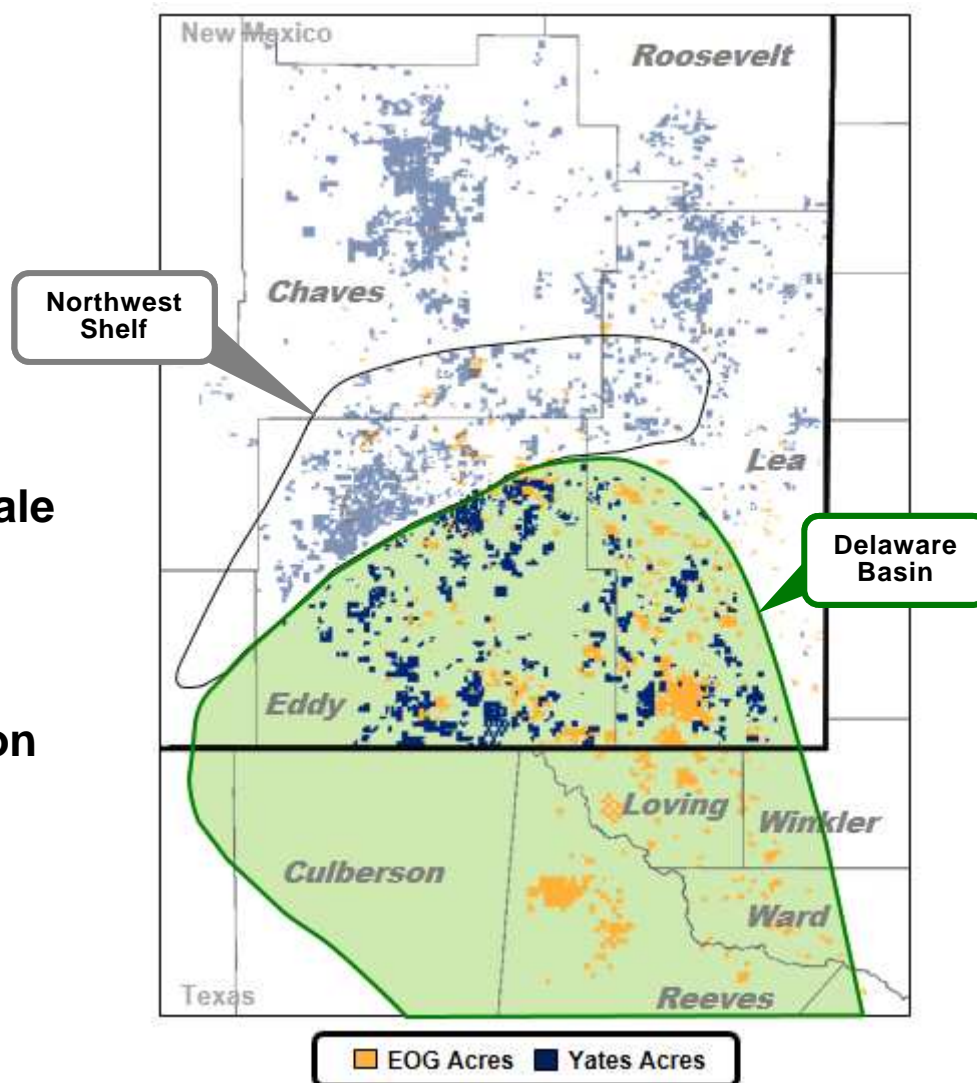 New Mexico
Roosevelt
Chaves
Northwest
Shelf
Lea
ale
Delaware
Basin
Eddy
on
Loving
Winkler
Culberson
Ward
Texas
Reeves
EOG Acres Yates Acres